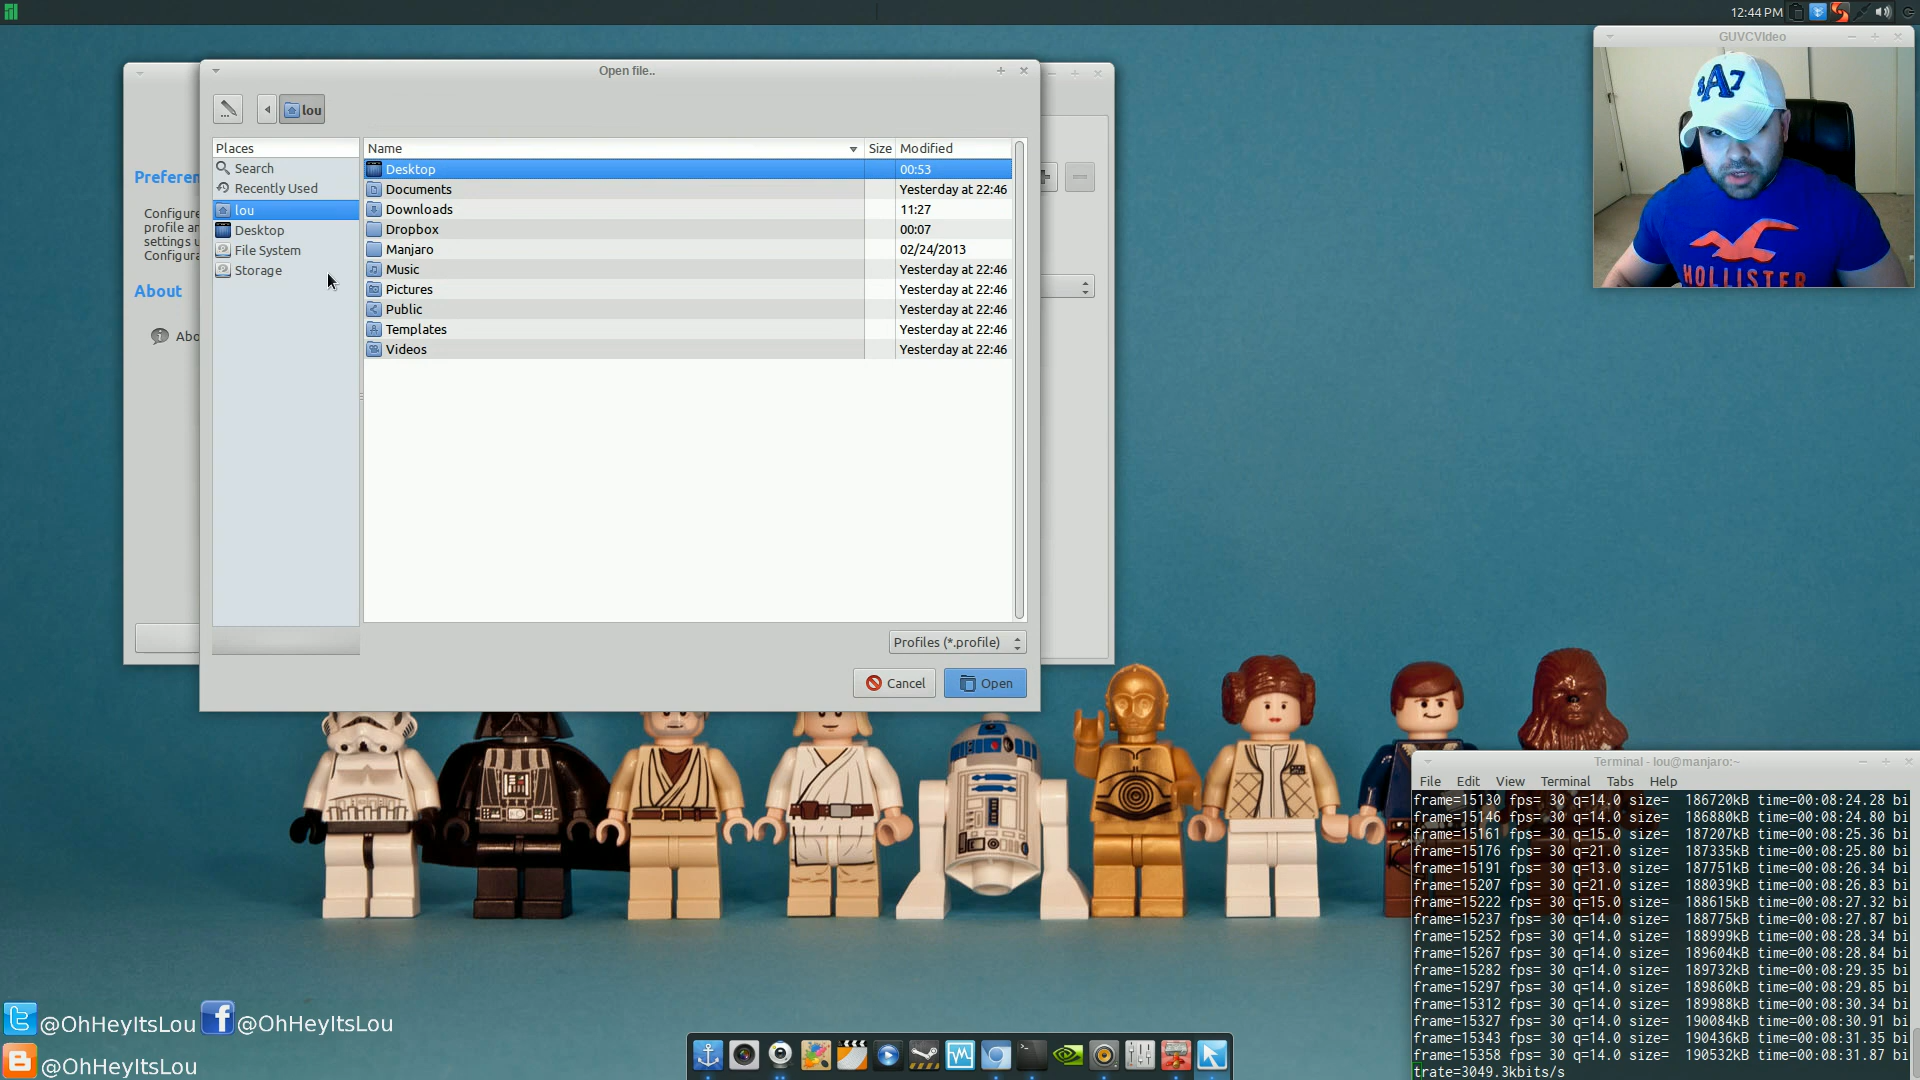 12:44 PM
GUVCVIdeo
Open file..
lou
Places
Search
Recently Used
lou
Desktop
File System
Storage
Name Size Modified
Desktop 00:53
Documents Yesterday at 22:46
Downloads 11:27
Dropbox 00:07
Manjaro 02/24/2013
Music Yesterday at 22:46
Pictures Yesterday at 22:46
Public Yesterday at 22:46
Templates Yesterday at 22:46
Videos Yesterday at 22:46
Profiles (*.profile)
Cancel Open
Preferen
Configure
profile an
settings u
Configura
About
Abo
A7
HOLLISTER
Terminal - lou@manjaro:~
File Edit View Terminal Tabs Help
frame=15130 fps= 30 q=14.0 size= 186720kB time=00:08:24.28 bi
frame=15146 fps= 30 q=14.0 size= 186880kB time=00:08:24.80 bi
frame=15161 fps= 30 q=15.0 size= 187207kB time=00:08:25.36 bi
frame=15176 fps= 30 q=21.0 size= 187335kB time=00:08:25.80 bi
frame=15191 fps= 30 q=13.0 size= 187751kB time=00:08:26.34 bi
frame=15207 fps= 30 q=21.0 size= 188039kB time=00:08:26.83 bi
frame=15222 fps= 30 q=15.0 size= 188615kB time=00:08:27.32 bi
frame=15237 fps= 30 q=14.0 size= 188775kB time=00:08:27.87 bi
frame=15252 fps= 30 q=14.0 size= 188999kB time=00:08:28.34 bi
frame=15267 fps= 30 q=14.0 size= 189604kB time=00:08:28.84 bi
frame=15282 fps= 30 q=14.0 size= 189732kB time=00:08:29.35 bi
frame=15297 fps= 30 q=14.0 size= 189860kB time=00:08:29.85 bi
frame=15312 fps= 30 q=14.0 size= 189988kB time=00:08:30.34 bi
frame=15327 fps= 30 q=14.0 size= 190084kB time=00:08:30.91 bi
frame=15343 fps= 30 q=14.0 size= 190436kB time=00:08:31.35 bi
frame=15358 fps= 30 q=14.0 size= 190532kB time=00:08:31.87 bi
trate=3049.3kbits/s
@OhHeyItsLou @OhHeyItsLou
@OhHeyItsLou